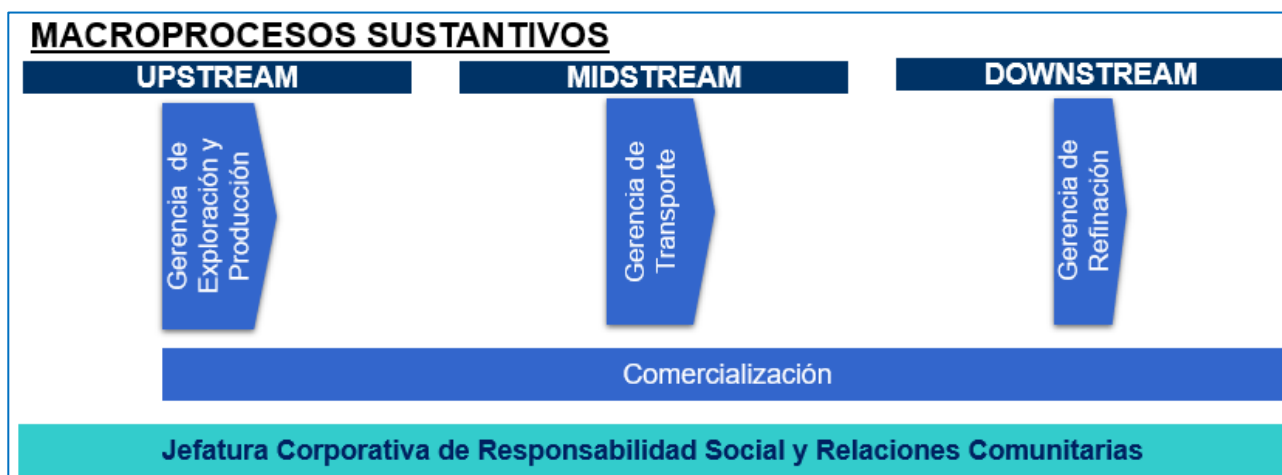 MACROPROCESOS SUSTANTIVOS
UPSTREAM
MIDSTREAM
DOWNSTREAM
Gerencia de
Exploración y
Producción
Gerencia de
Transporte
Gerencia de
Refinación
Comercialización
Jefatura Corporativa de Responsabilidad Social y Relaciones Comunitarias